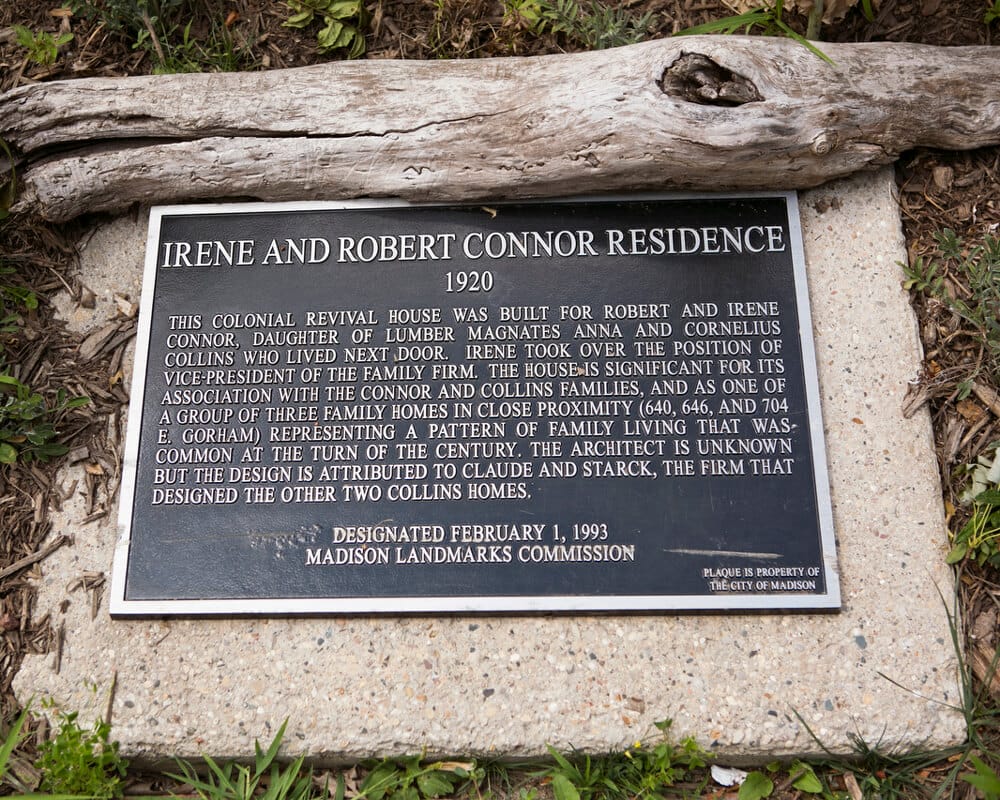 IRENE AND ROBERT CONNOR RESIDENCE
1920
THIS COLONIAL REVIVAL HOUSE WAS BUILT FOR ROBERT AND IRENE
CONNOR, DAUGHTER OF LUMBER MAGNATES ANNA AND CORNELIUS
COLLINS WHO LIVED NEXT DOOR. IRENE TOOK OVER THE POSITION OF
VICE-PRESIDENT OF THE FAMILY FIRM. THE HOUSE IS SIGNIFICANT FOR ITS
ASSOCIATION WITH THE CONNOR AND COLLINS FAMILIES, AND AS ONE OF
A GROUP OF THREE FAMILY HOMES IN CLOSE PROXIMITY (640, 646, AND 704
E. GORHAM) REPRESENTING A PATTERN OF FAMILY LIVING THAT WAS
COMMON AT THE TURN OF THE CENTURY. THE ARCHITECT IS UNKNOWN
BUT THE DESIGN IS ATTRIBUTED TO CLAUDE AND STARCK, THE FIRM THAT
DESIGNED THE OTHER TWO COLLINS HOMES.
DESIGNATED FEBRUARY 1, 1993
MADISON LANDMARKS COMMISSION
PLAQUE IS PROPERTY OF
THE CITY OF MADISON